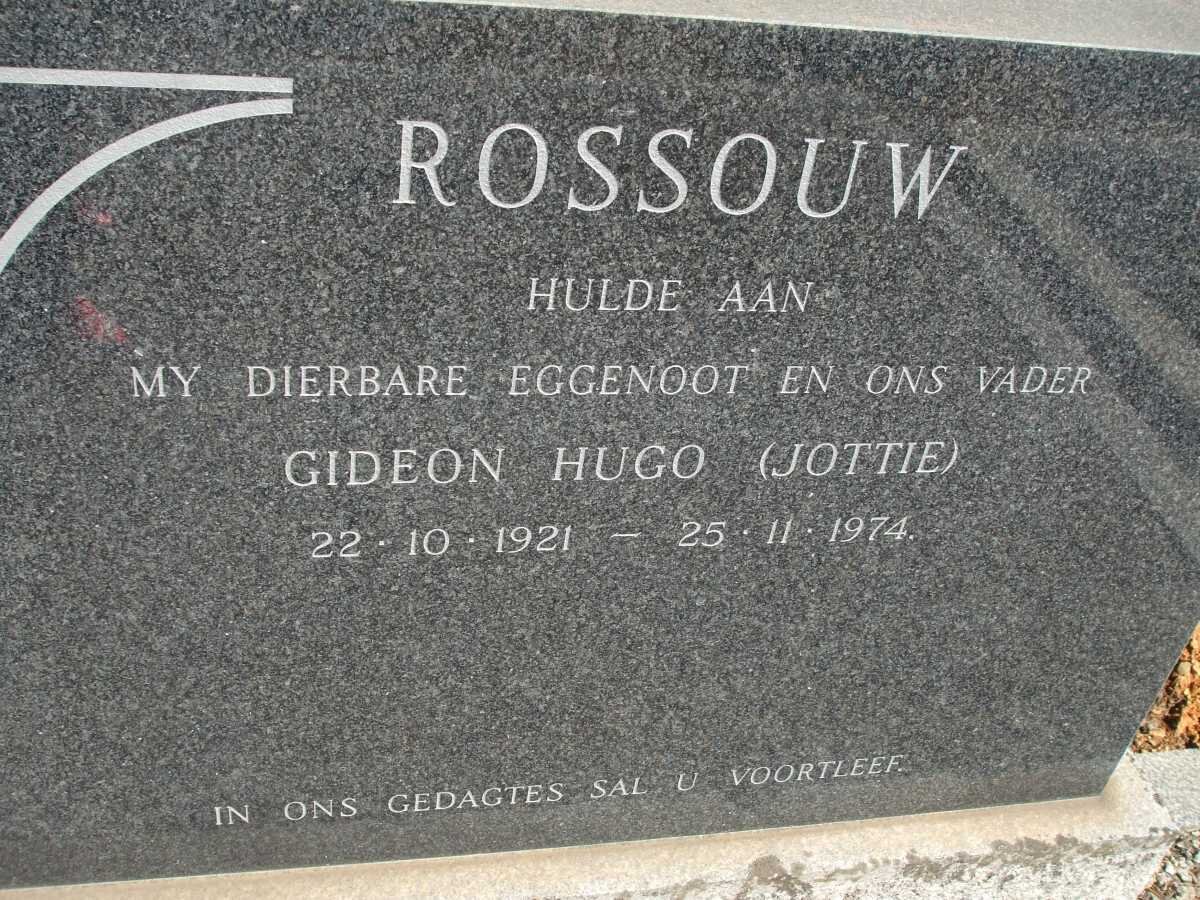 ROSSOUW
HULDE AAN
MY DIERBARE EGGENOOT EN ONS VADER
GIDEON HUGO (JOTTIE)
22 · 10 · 1921 — 25 · 11 · 1974.
IN ONS GEDAGTES SAL U VOORTLEEF.